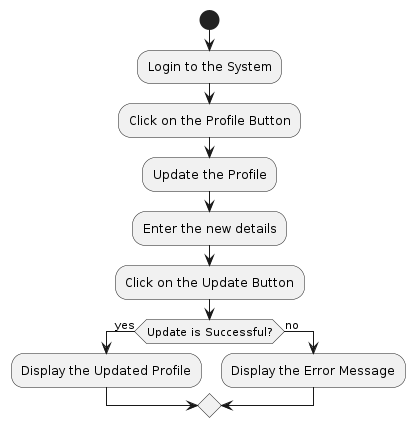 Login to the System
Click on the Profile Button
Update the Profile
Enter the new details
Click on the Update Button
yes
Update is Successful?
no
Display the Updated Profile
Display the Error Message